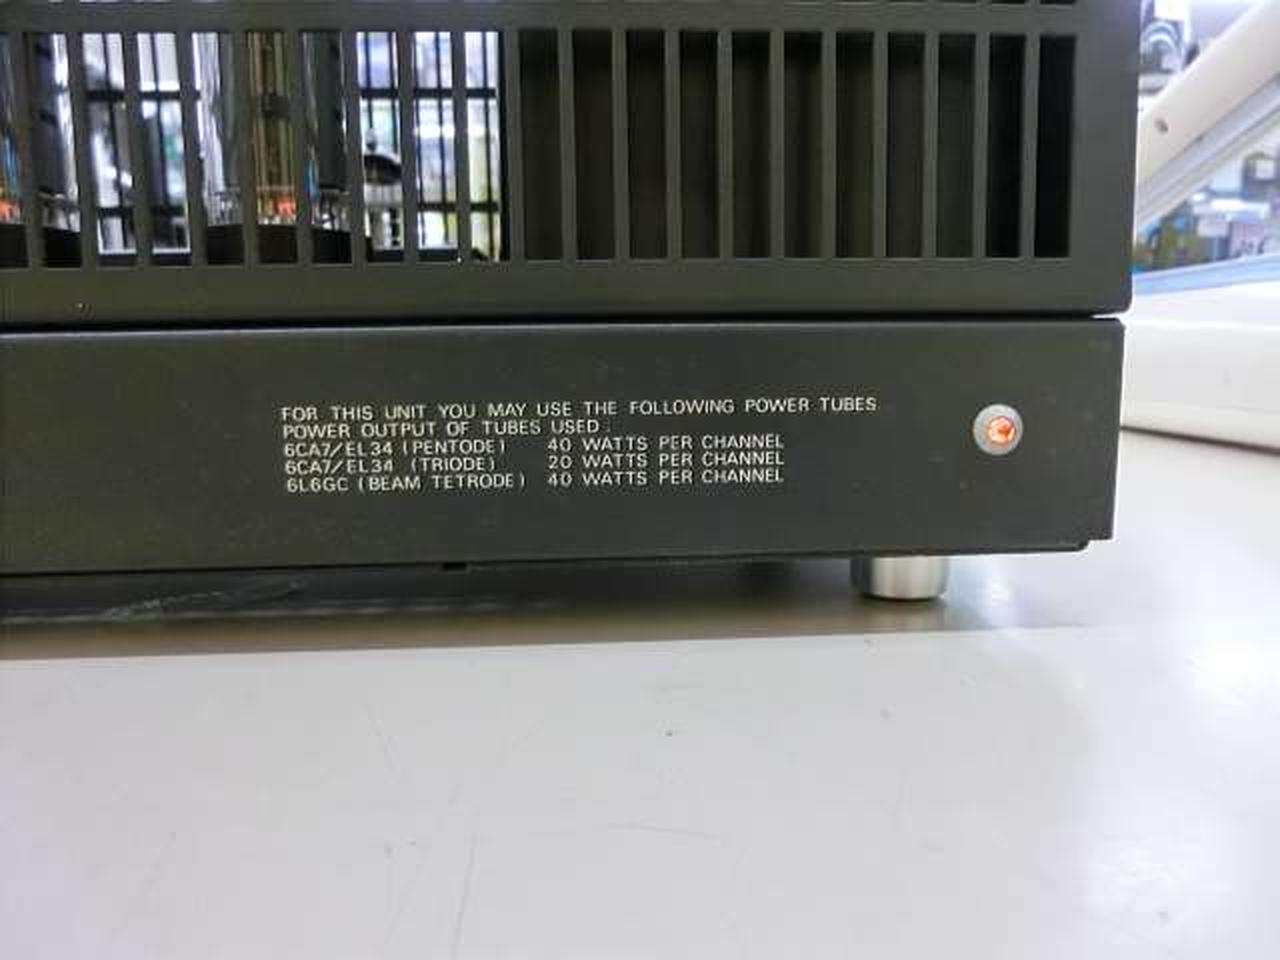 FOR THIS UNIT YOU MAY USE THE FOLLOWING POWER TUBES
POWER OUTPUT OF TUBES USED:
6CA7/EL34 (PENTODE) 40 WATTS PER CHANNEL
6CA7/EL34 (TRIODE) 20 WATTS PER CHANNEL
6L6GC (BEAM TETRODE) 40 WATTS PER CHANNEL